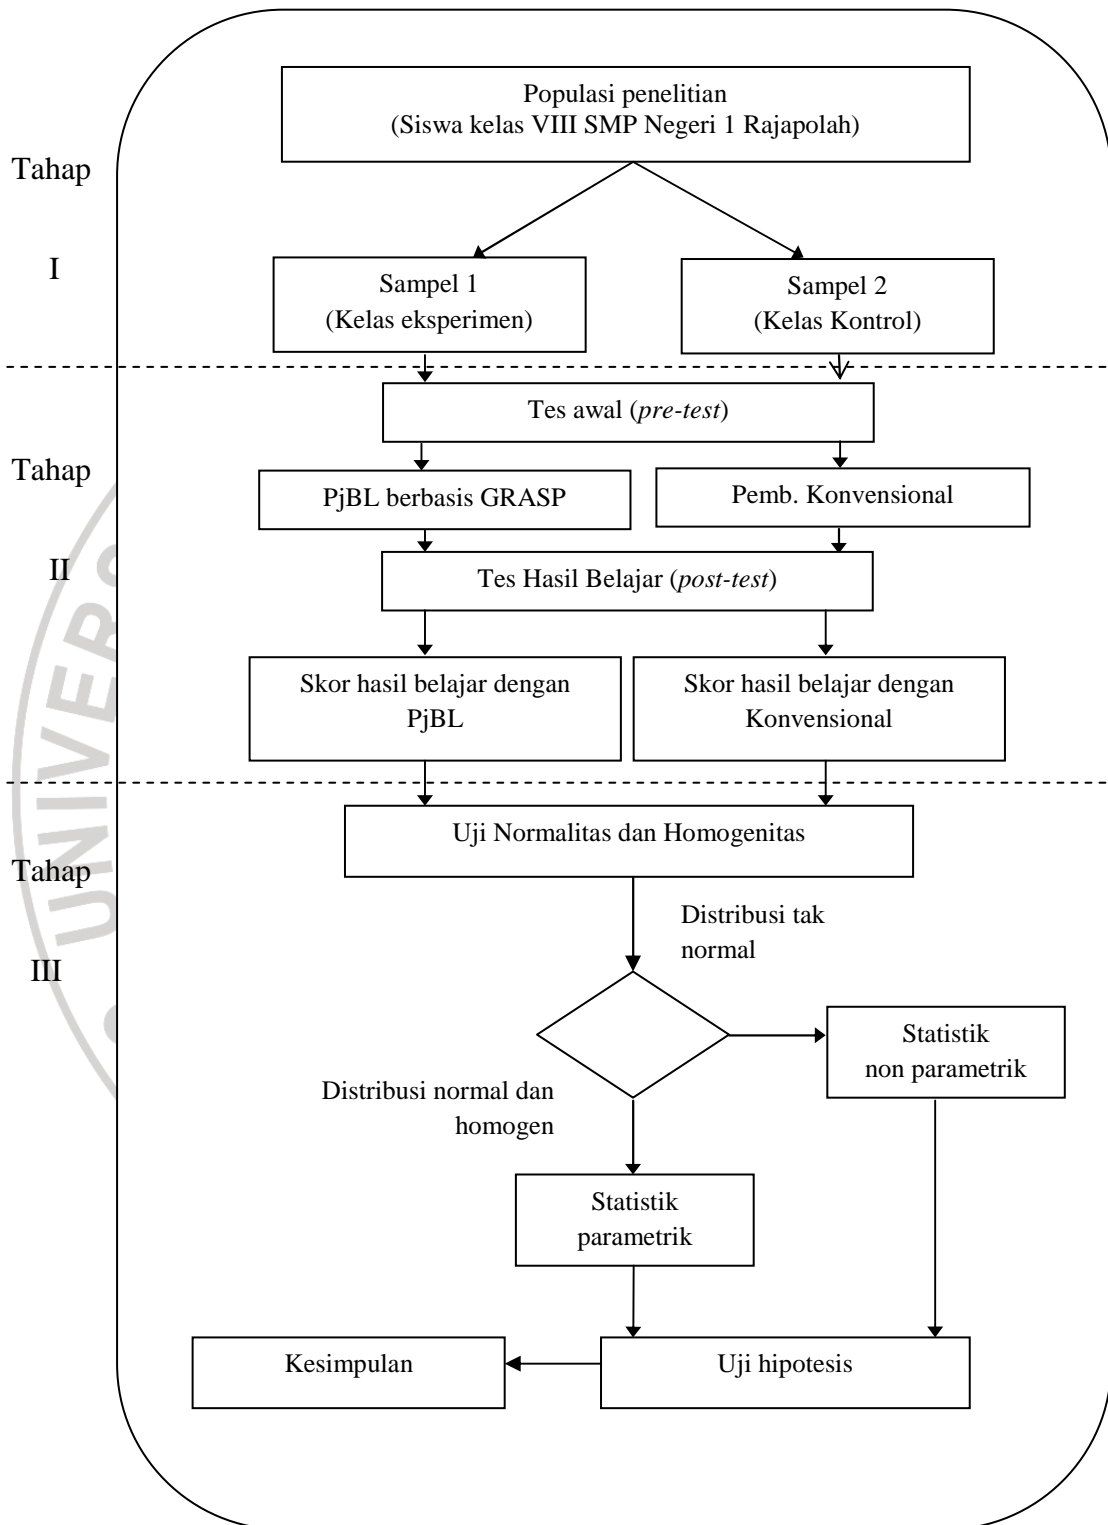 Populasi penelitian
(Siswa kelas VIII SMP Negeri 1 Rajapolah)
Tahap
I
Sampel 1
(Kelas eksperimen)
Sampel 2
(Kelas Kontrol)
Tes awal (pre-test)
Tahap
II
PjBL berbasis GRASP
Pemb. Konvensional
Tes Hasil Belajar (post-test)
Skor hasil belajar dengan
PjBL
Skor hasil belajar dengan
Konvensional
Uji Normalitas dan Homogenitas
Tahap
III
Distribusi tak
normal
Statistik
non parametrik
Distribusi normal dan
homogen
Statistik
parametrik
Kesimpulan
Uji hipotesis